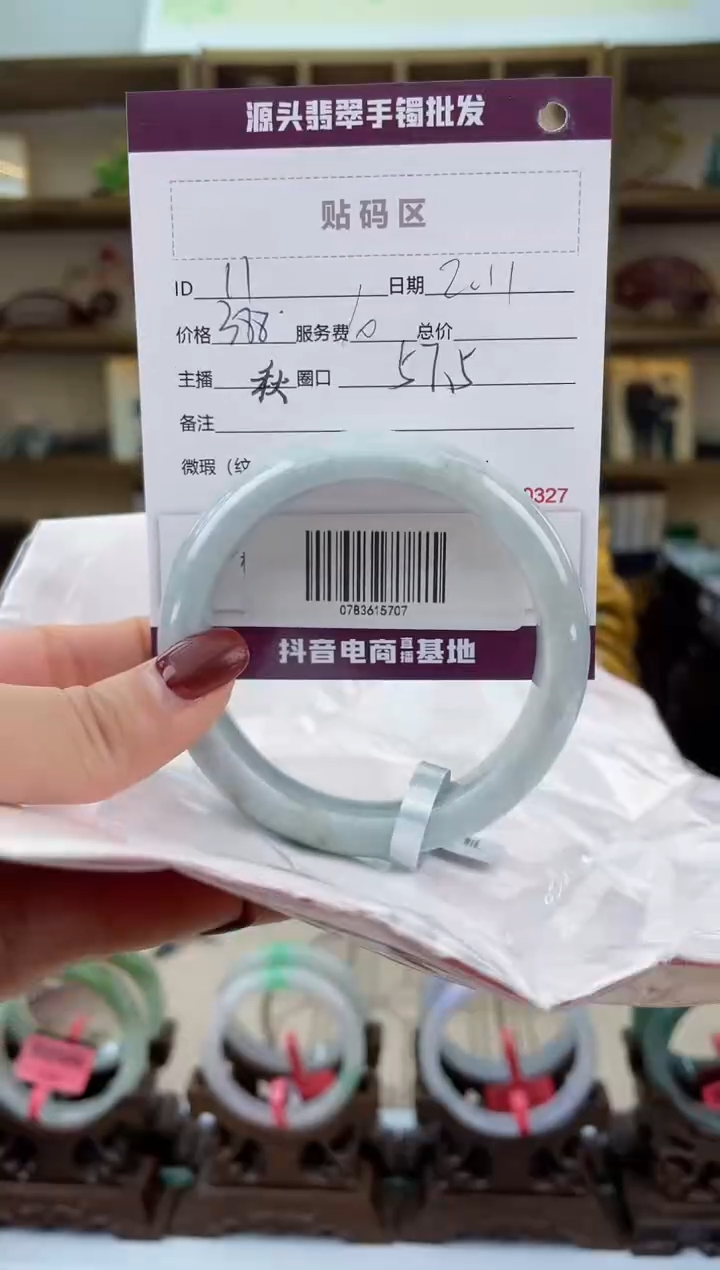 源头翡翠手镯批发
贴码区
ID 11 日期 2.11
价格 388 服务费 10 总价
主播 秋 圈口 57.5
备注
微瑕（纹
0327
0783615707
抖音电商直播基地